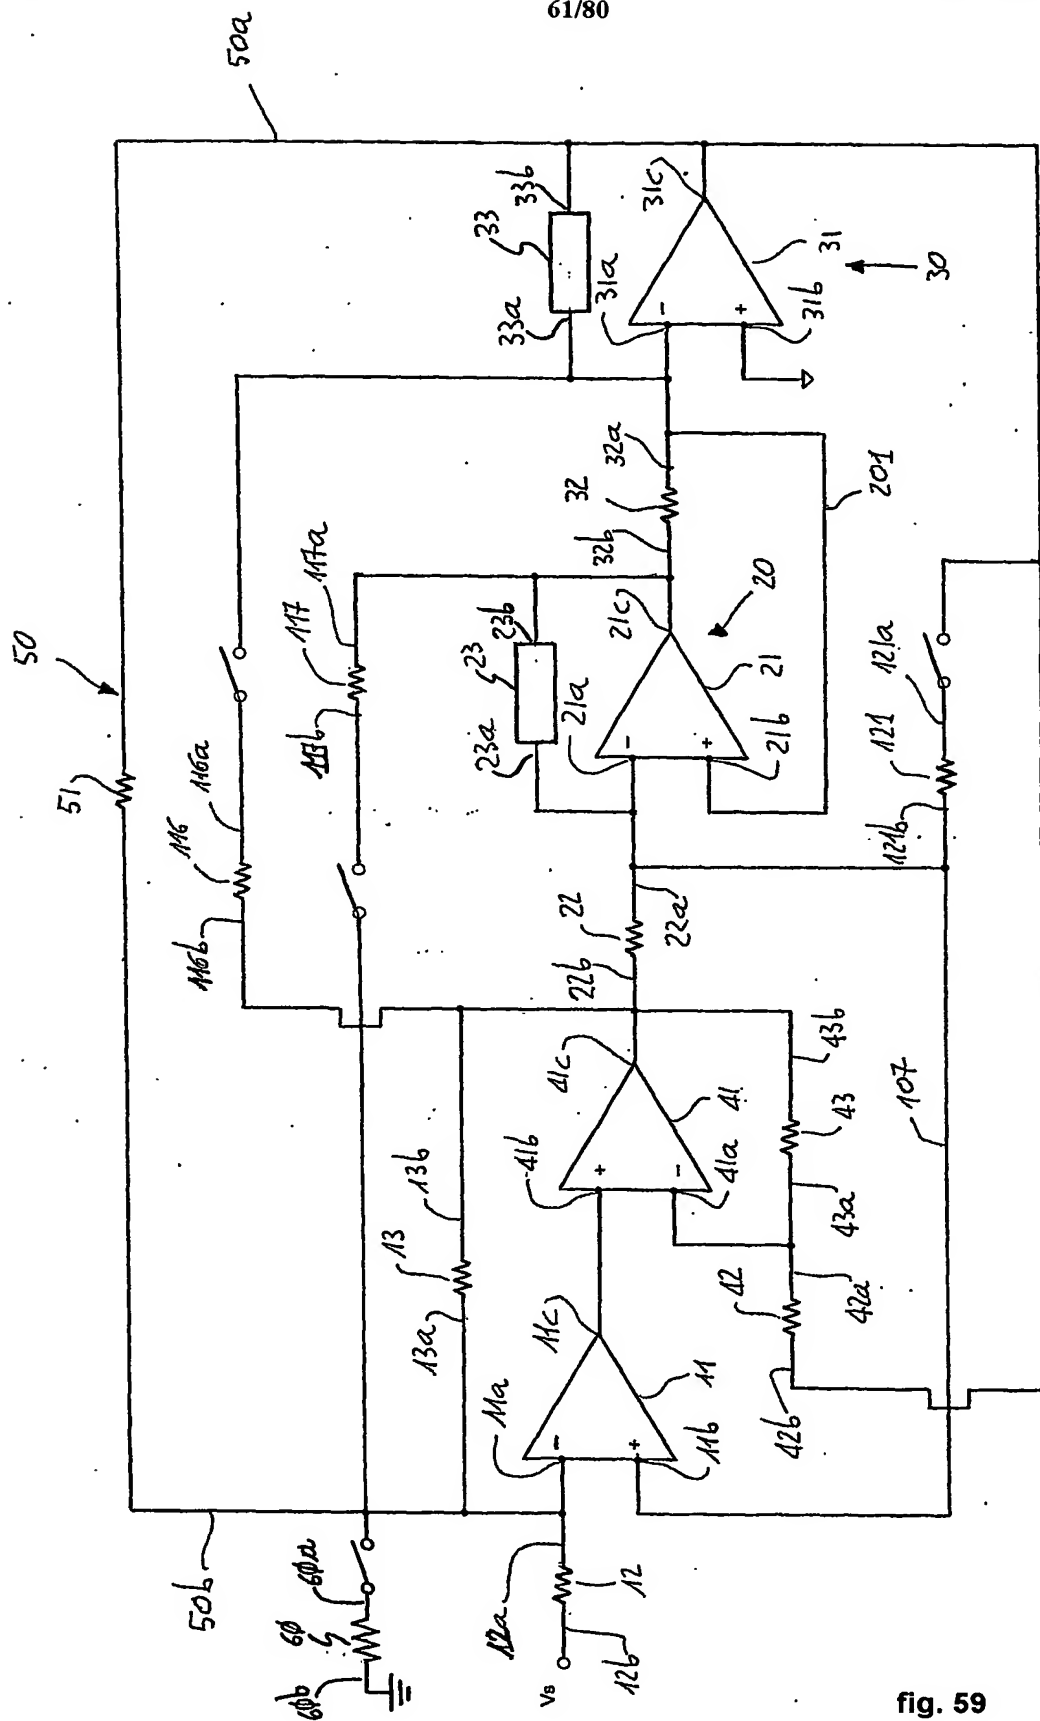 61/80
50a
50
51
116a
116
116b
117a
117
117b
33b
33
33a
31a
31c
-
+
31b
31
30
32a
32
32b
201
23b
23
23a
21a
21c
-
+
21b
21
20
121a
121
121b
22
22a
22b
41c
41b
+
-
41a
41
43b
43
43a
42a
42
42b
107
13b
13
13a
11c
11a
-
+
11b
11
50b
60a
60
60b
12a
12
12b
Vs
fig. 59